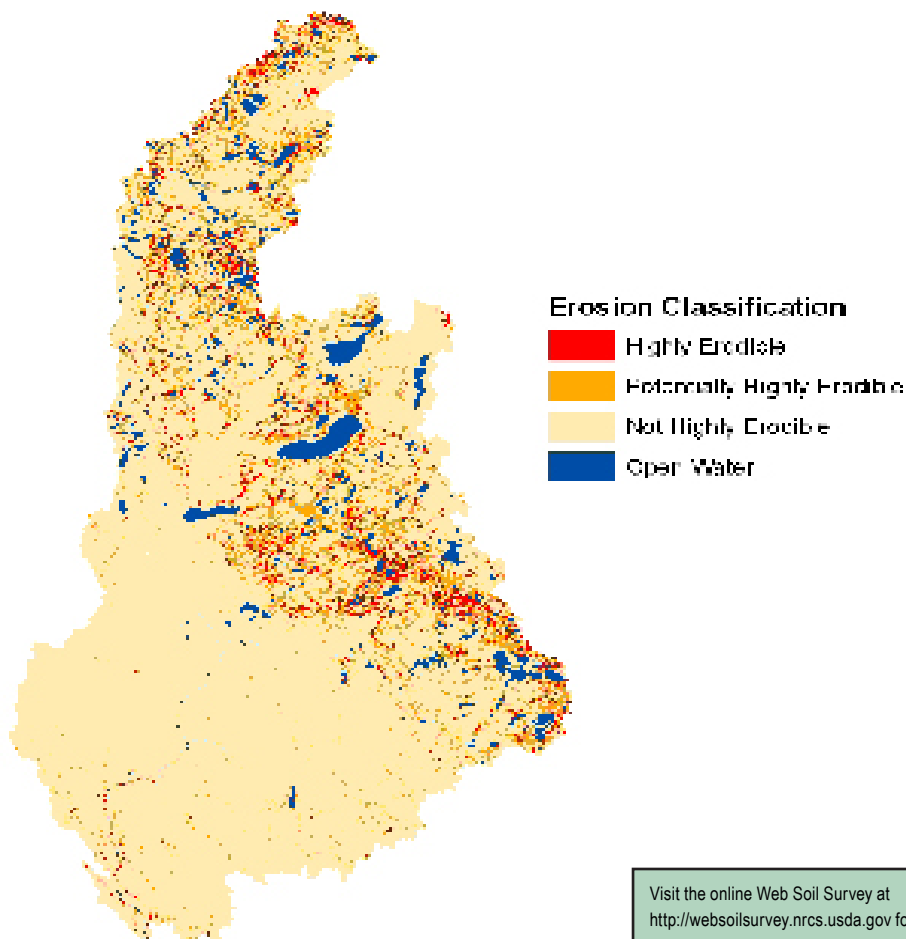 Erosion Classification
Highly Erodible
Potentially Highly Erodible
Not Highly Erodible
Open Water
Visit the online Web Soil Survey at
http://websoilsurvey.nrcs.usda.gov fo